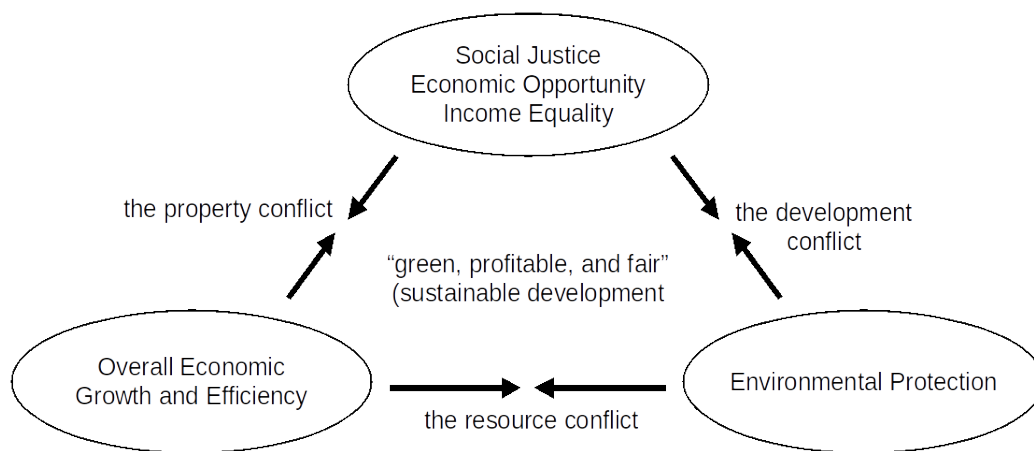 Social Justice
Economic Opportunity
Income Equality
the property conflict
the development
conflict
“green, profitable, and fair”
(sustainable development
Overall Economic
Growth and Efficiency
Environmental Protection
the resource conflict